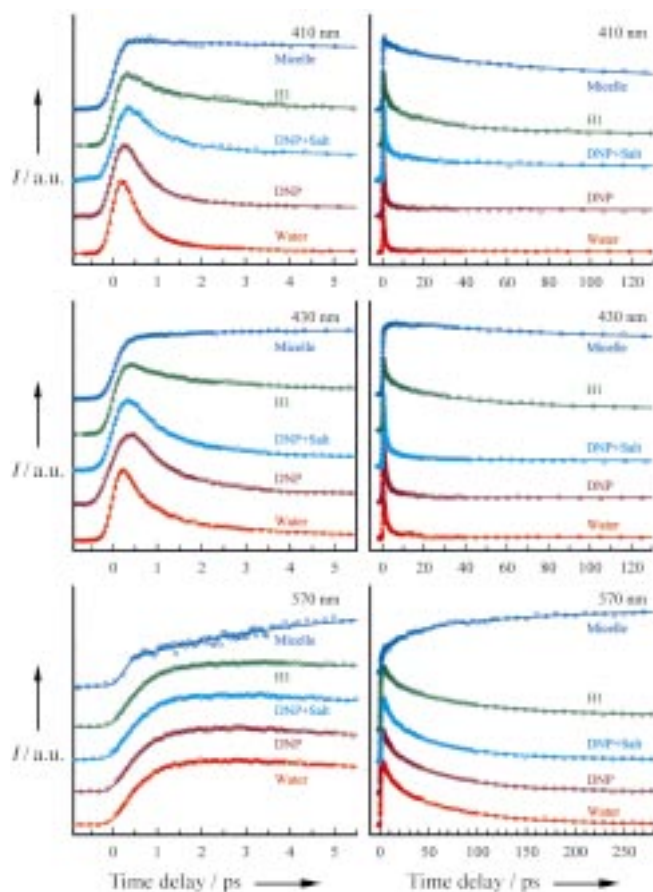 410 nm
Micelle
H1
DNP+Salt
DNP
Water
I / a.u.
0 1 2 3 4 5
410 nm
Micelle
H1
DNP+Salt
DNP
Water
0 20 40 60 80 100 120
430 nm
Micelle
H1
DNP+Salt
DNP
Water
I / a.u.
0 1 2 3 4 5
430 nm
Micelle
H1
DNP+Salt
DNP
Water
0 20 40 60 80 100 120
570 nm
Micelle
H1
DNP+Salt
DNP
Water
I / a.u.
0 1 2 3 4 5
Time delay / ps
570 nm
Micelle
H1
DNP+Salt
DNP
Water
0 50 100 150 200 250
Time delay / ps